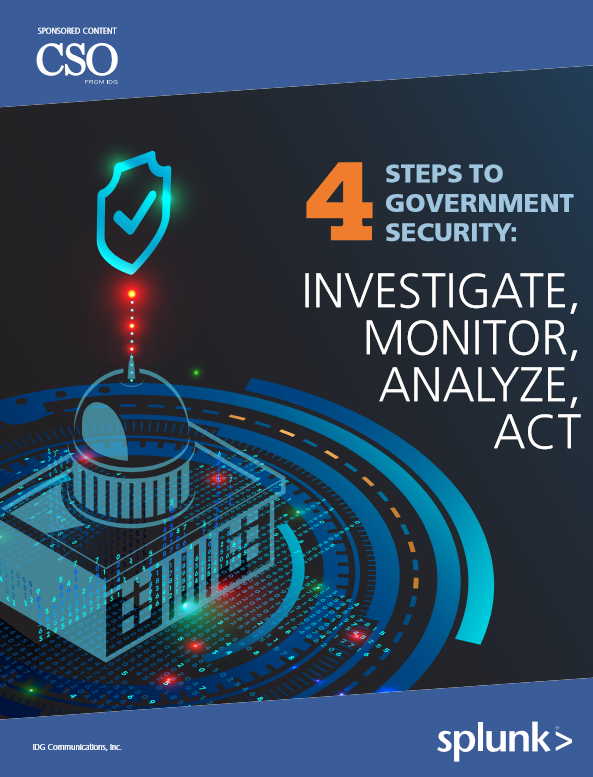 SPONSORED CONTENT
CSO
FROM IDG
4
STEPS TO
GOVERNMENT
SECURITY:
INVESTIGATE,
MONITOR,
ANALYZE,
ACT
IDG Communications, Inc.
splunk>